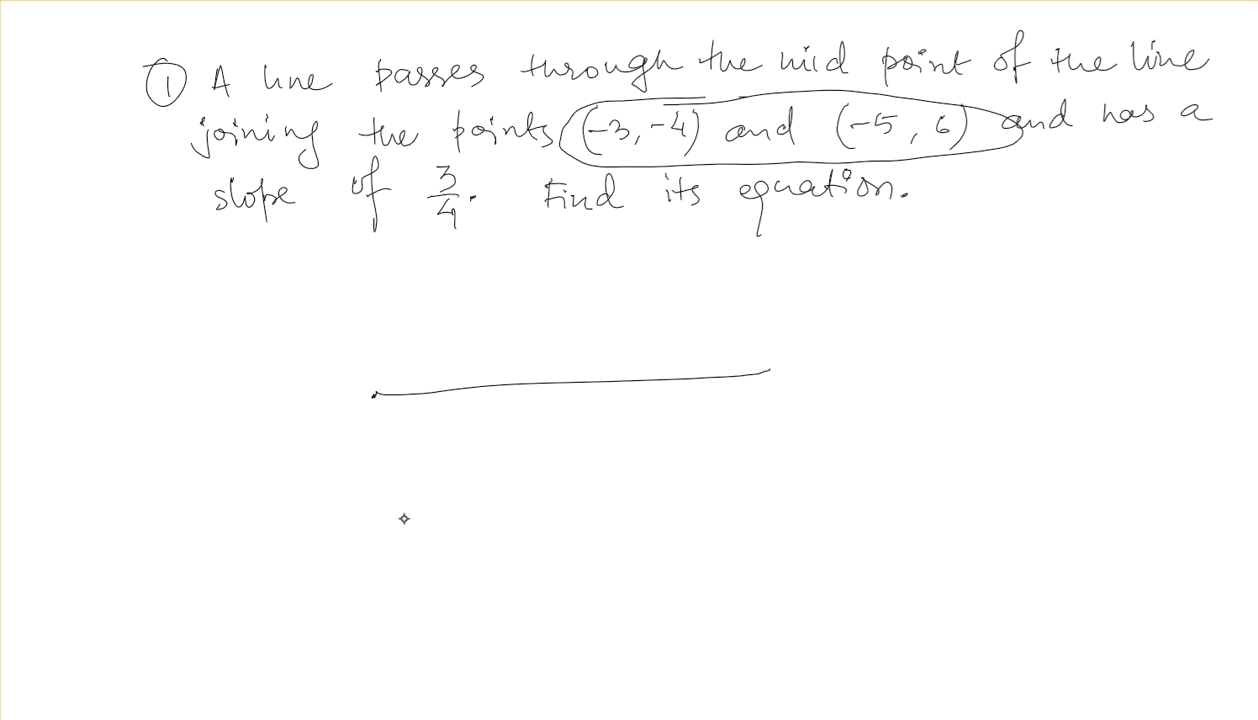 ① A line passes through the mid point of the line
joining the points (-3, -4) and (-5, 6) and has a
slope of 3/4. Find its equation.